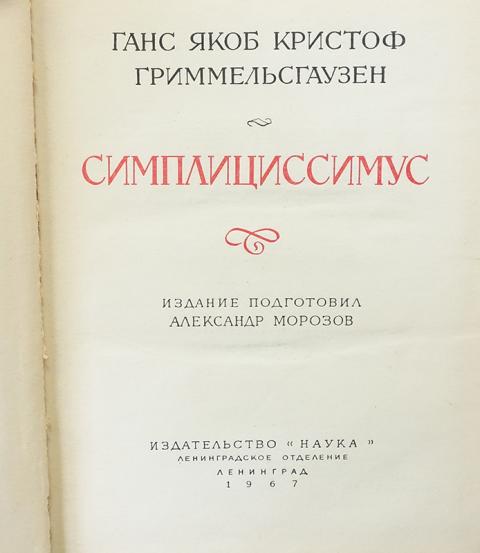 ГАНС ЯКОБ КРИСТОФ
ГРИММЕЛЬСГАУЗЕН
СИМПЛИЦИССИМУС
ИЗДАНИЕ ПОДГОТОВИЛ
АЛЕКСАНДР МОРОЗОВ
ИЗДАТЕЛЬСТВО « НАУКА »
ЛЕНИНГРАДСКОЕ ОТДЕЛЕНИЕ
ЛЕНИНГРАД
1967